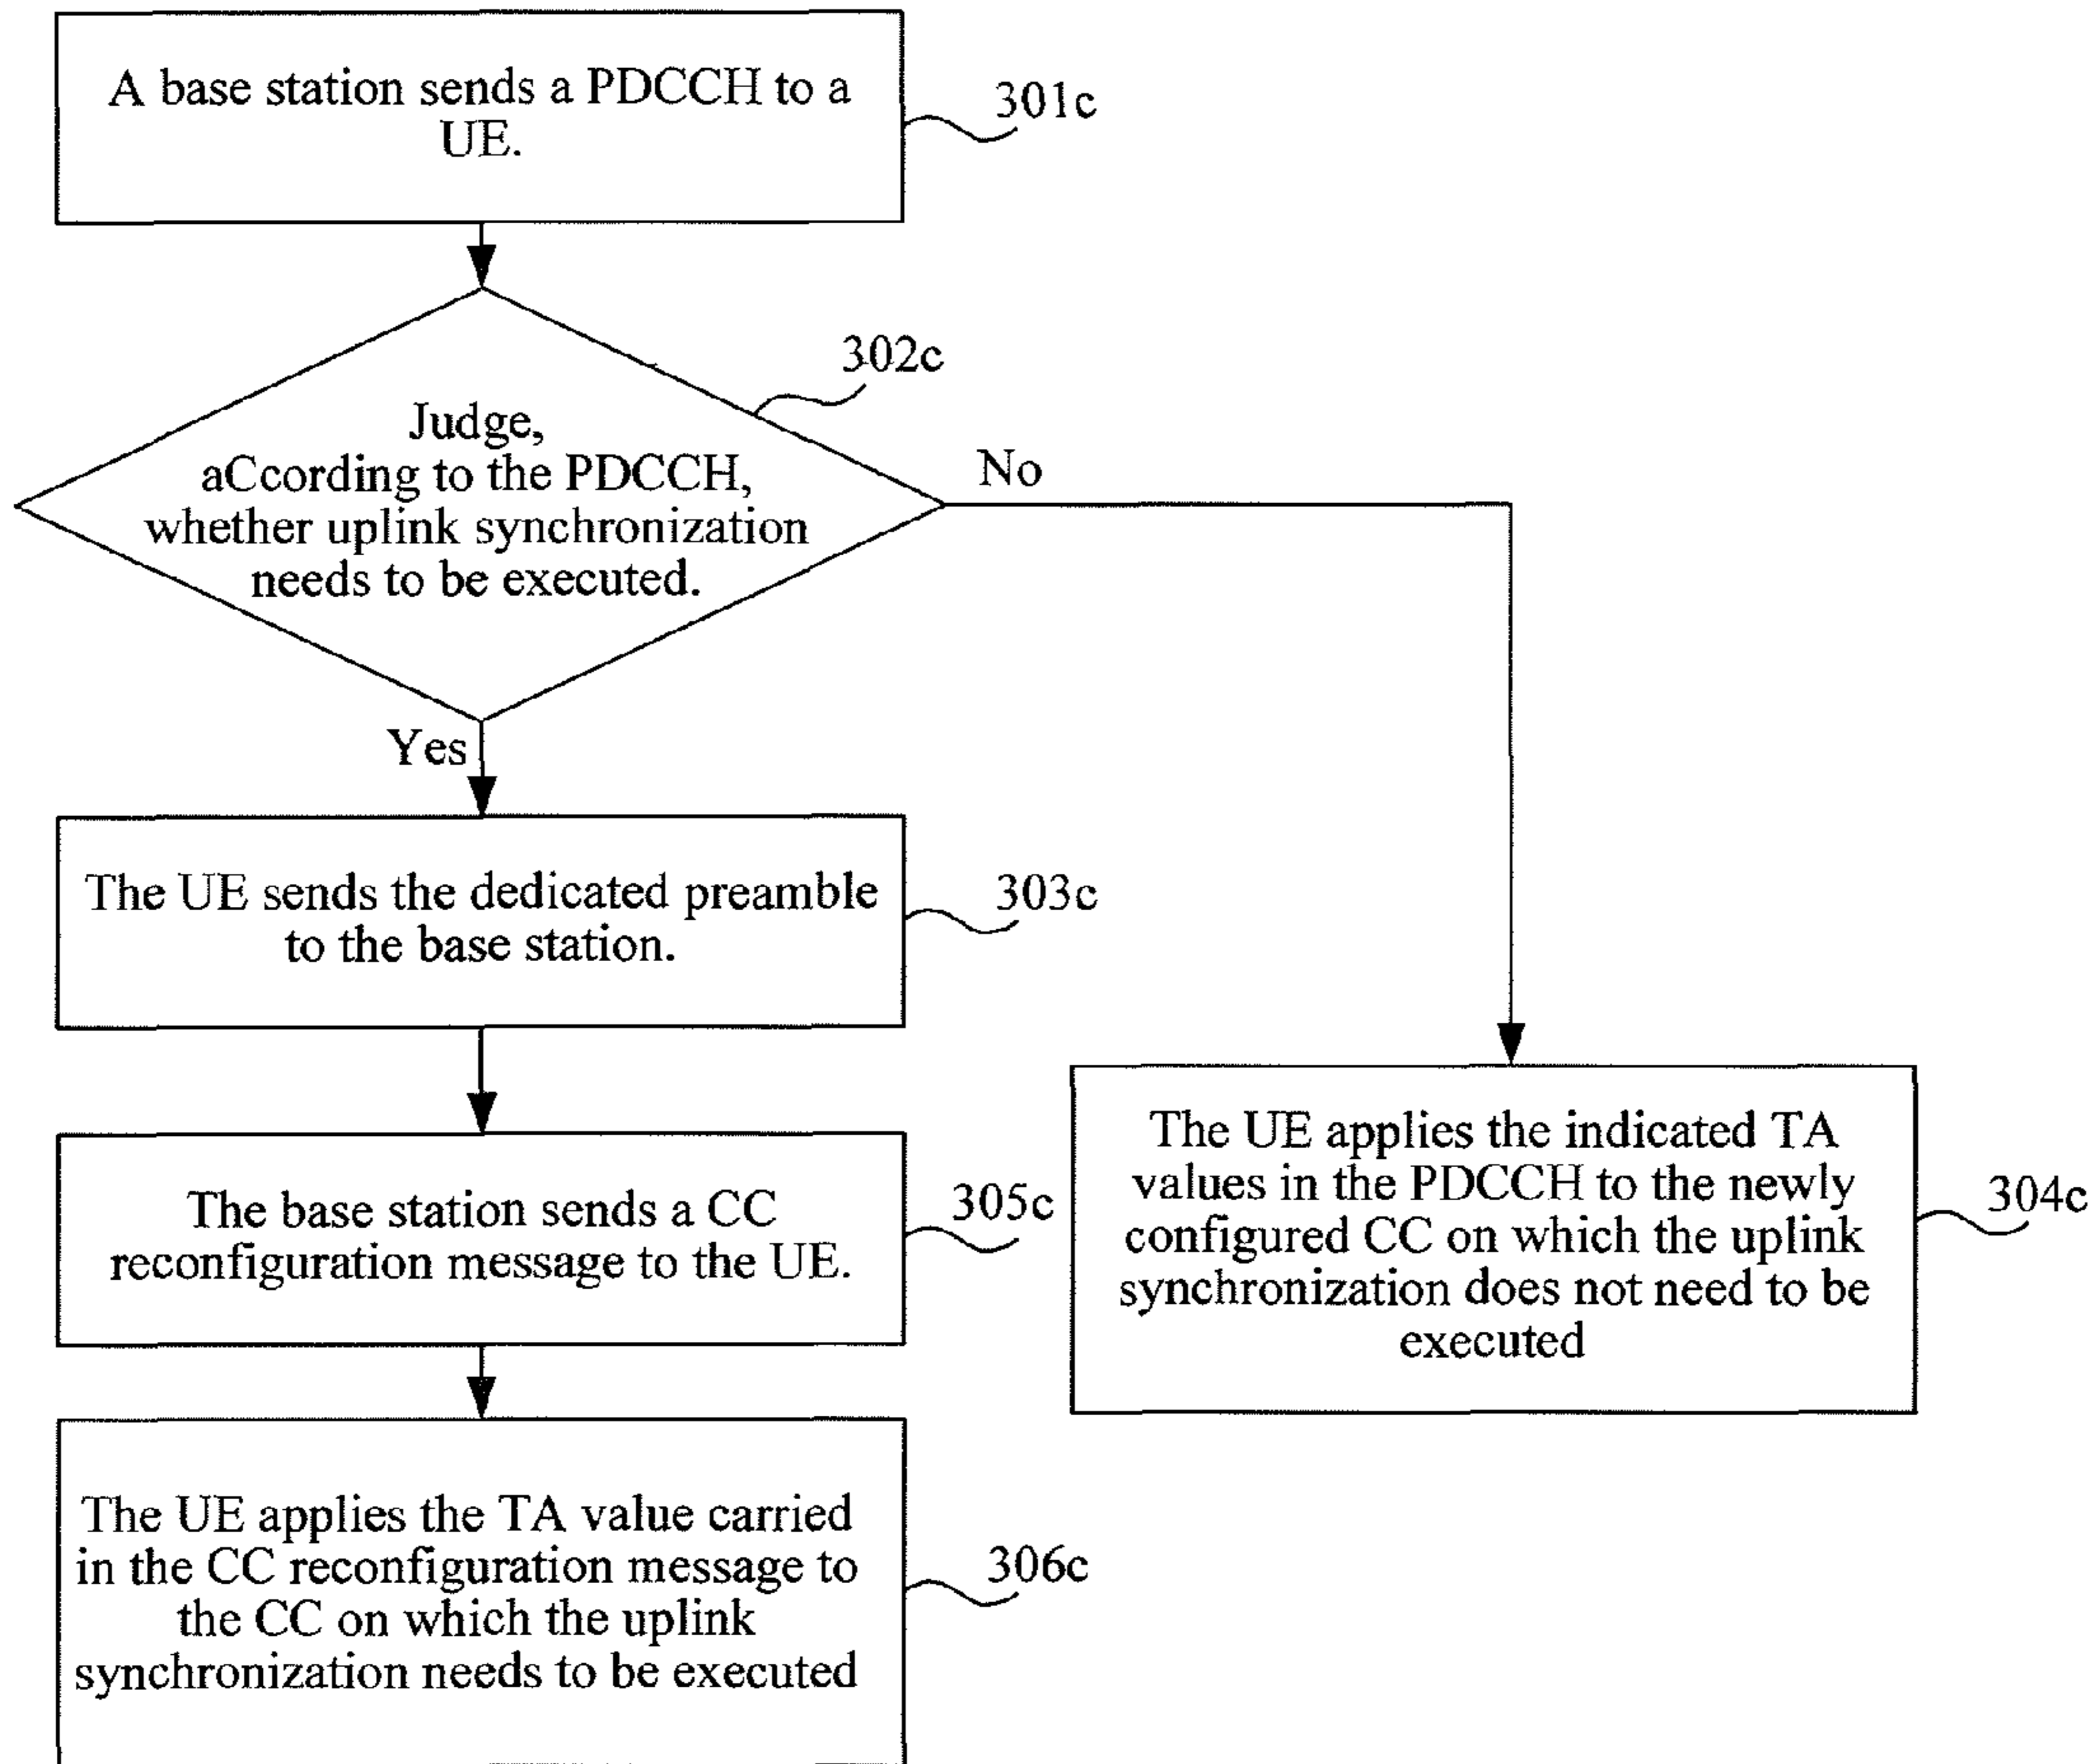 A base station sends a PDCCH to a
UE.
301c
302c
Judge,
aCcording to the PDCCH,
whether uplink synchronization
needs to be executed.
No
Yes
The UE sends the dedicated preamble
to the base station.
303c
The base station sends a CC
reconfiguration message to the UE.
305c
The UE applies the indicated TA
values in the PDCCH to the newly
configured CC on which the uplink
synchronization does not need to be
executed
304c
The UE applies the TA value carried
in the CC reconfiguration message to
the CC on which the uplink
synchronization needs to be executed
306c